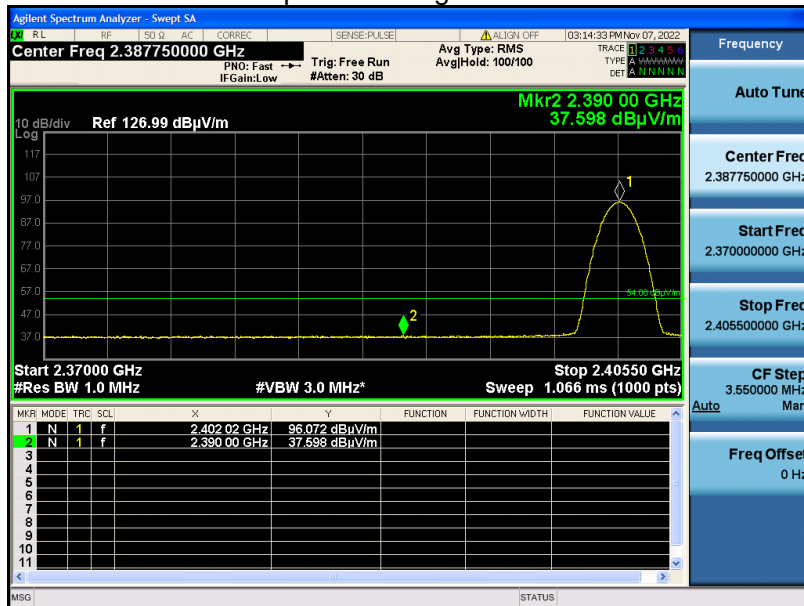 Agilent Spectrum Analyzer - Swept SA
LXI RL RF 50 Ω AC CORREC SENSE:PULSE ALIGN OFF 03:14:33 PM Nov 07, 2022
Center Freq 2.387750000 GHz
PNO: Fast
IFGain:Low
Trig: Free Run
#Atten: 30 dB
Avg Type: RMS
Avg|Hold: 100/100
TRACE 1 2 3 4 5 6
TYPE A WWWWW
DET A N N N N N
Mkr2 2.390 00 GHz
37.598 dBµV/m
10 dB/div Ref 126.99 dBµV/m
Log
117
107
97.0
87.0
77.0
67.0
57.0
47.0
37.0
1
54.00 dBµV/m
2
Start 2.37000 GHz Stop 2.40550 GHz
#Res BW 1.0 MHz #VBW 3.0 MHz* Sweep 1.066 ms (1000 pts)
MKR MODE TRC SCL X Y FUNCTION FUNCTION WIDTH FUNCTION VALUE
1 N 1 f 2.402 02 GHz 96.072 dBµV/m
2 N 1 f 2.390 00 GHz 37.598 dBµV/m
3
4
5
6
7
8
9
10
11
MSG STATUS
Frequency
Auto Tune
Center Freq
2.387750000 GHz
Start Freq
2.370000000 GHz
Stop Freq
2.405500000 GHz
CF Step
3.550000 MHz
Auto Man
Freq Offset
0 Hz